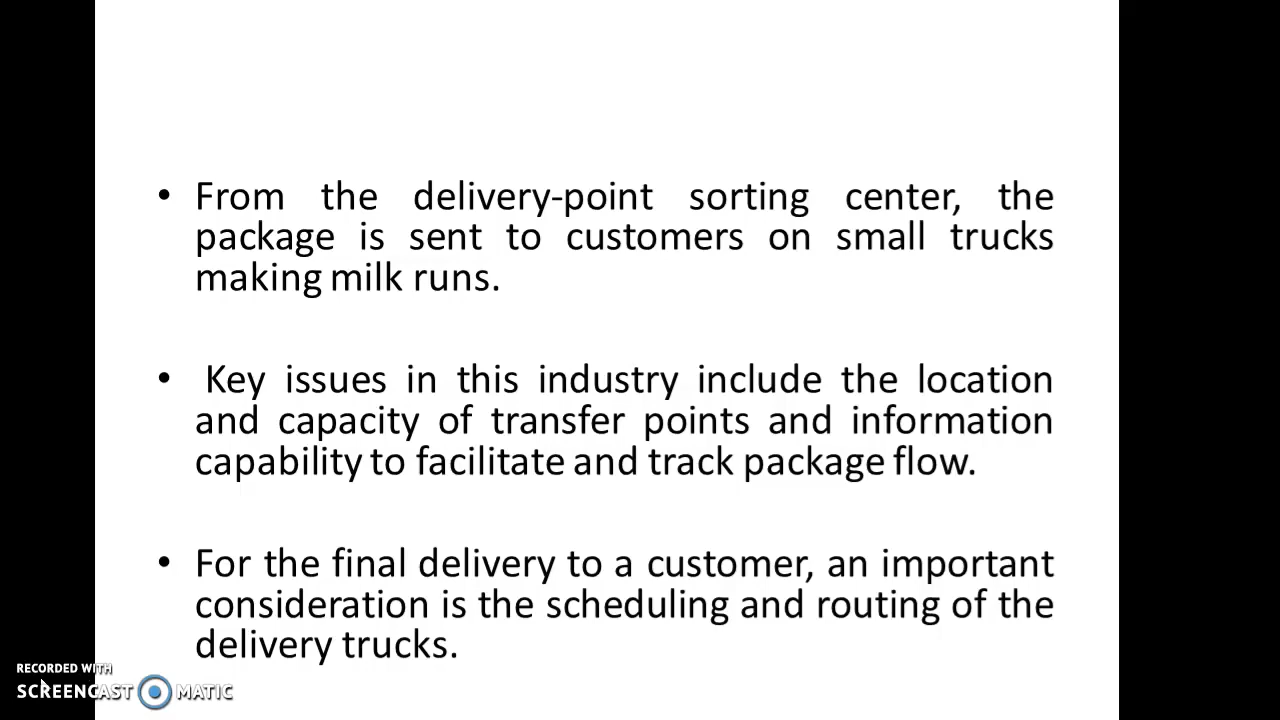 • From the delivery-point sorting center, the
package is sent to customers on small trucks
making milk runs.
• Key issues in this industry include the location
and capacity of transfer points and information
capability to facilitate and track package flow.
• For the final delivery to a customer, an important
consideration is the scheduling and routing of the
delivery trucks.
RECORDED WITH
SCREENCAST MATIC